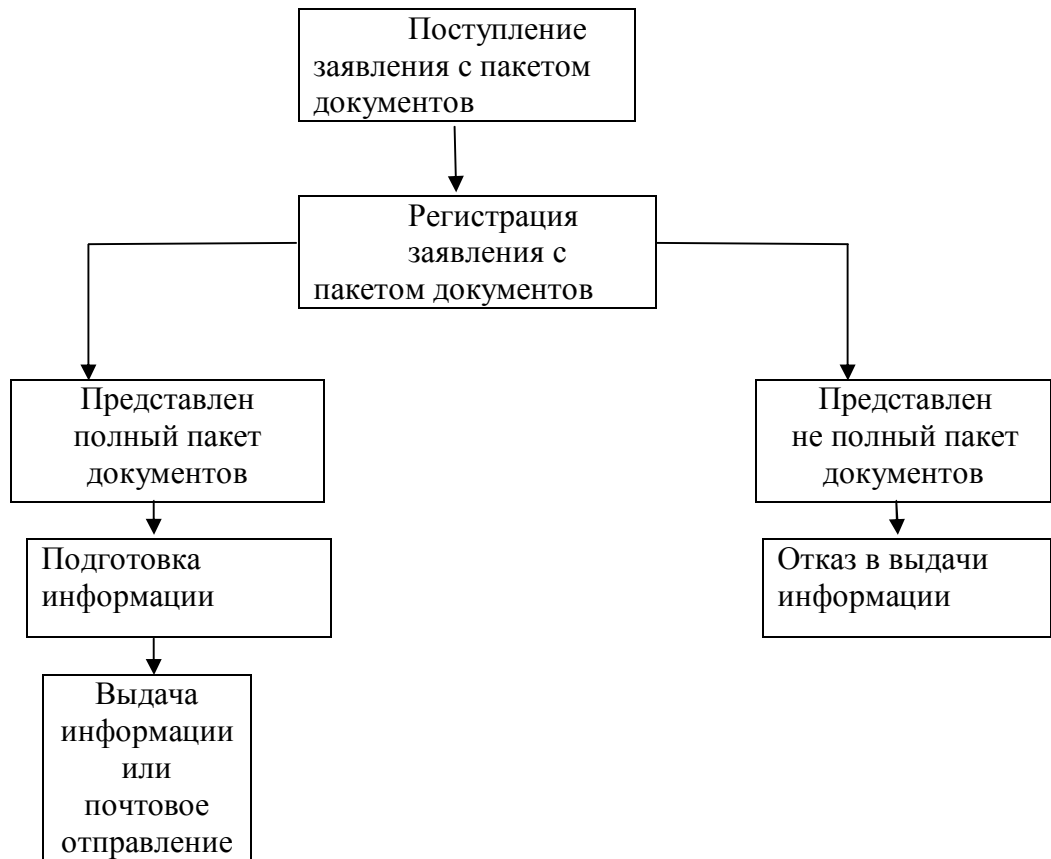 Поступление
заявления с пакетом
документов
Регистрация
заявления с
пакетом документов
Представлен
полный пакет
документов
Представлен
не полный пакет
документов
Подготовка
информации
Отказ в выдачи
информации
Выдача
информации
или
почтовое
отправление